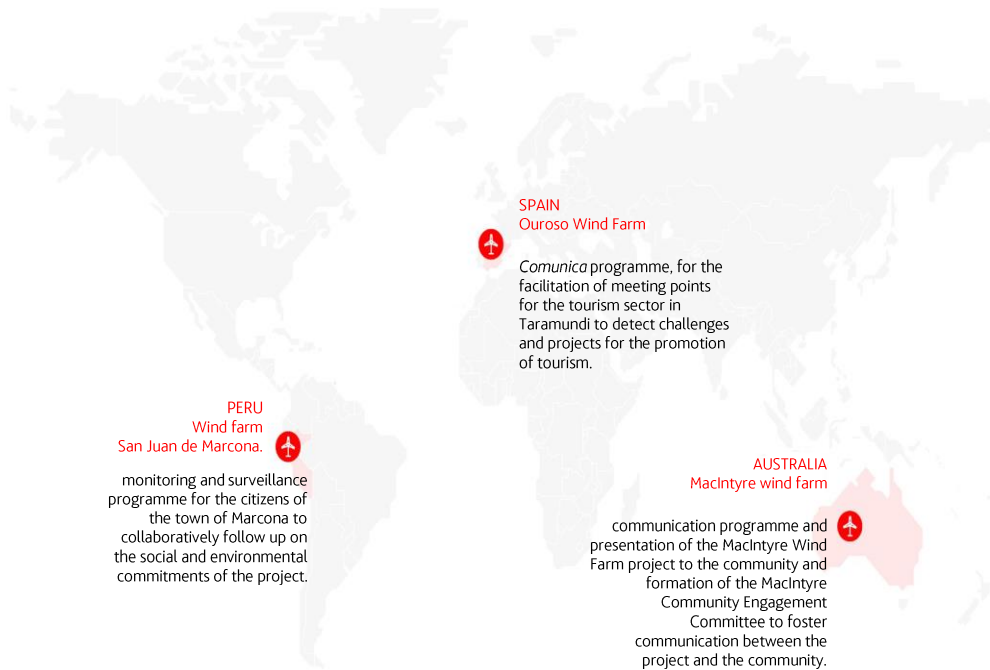 SPAIN
Ouroso Wind Farm
Comunica programme, for the
facilitation of meeting points
for the tourism sector in
Taramundi to detect challenges
and projects for the promotion
of tourism.
PERU
Wind farm
San Juan de Marcona.
monitoring and surveillance
programme for the citizens of
the town of Marcona to
collaboratively follow up on
the social and environmental
commitments of the project.
AUSTRALIA
MacIntyre wind farm
communication programme and
presentation of the MacIntyre Wind
Farm project to the community and
formation of the MacIntyre
Community Engagement
Committee to foster
communication between the
project and the community.